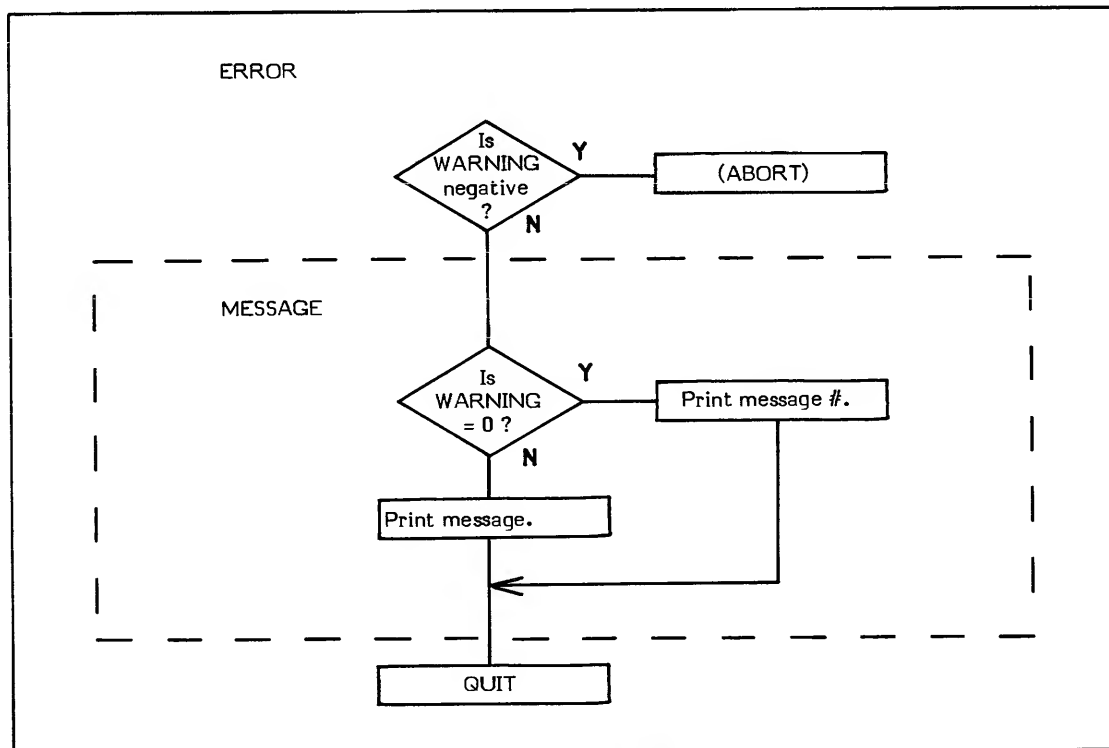 ERROR
Is
WARNING
negative
?
Y
(ABORT)
N
MESSAGE
Is
WARNING
= 0 ?
Y
Print message #.
N
Print message.
QUIT